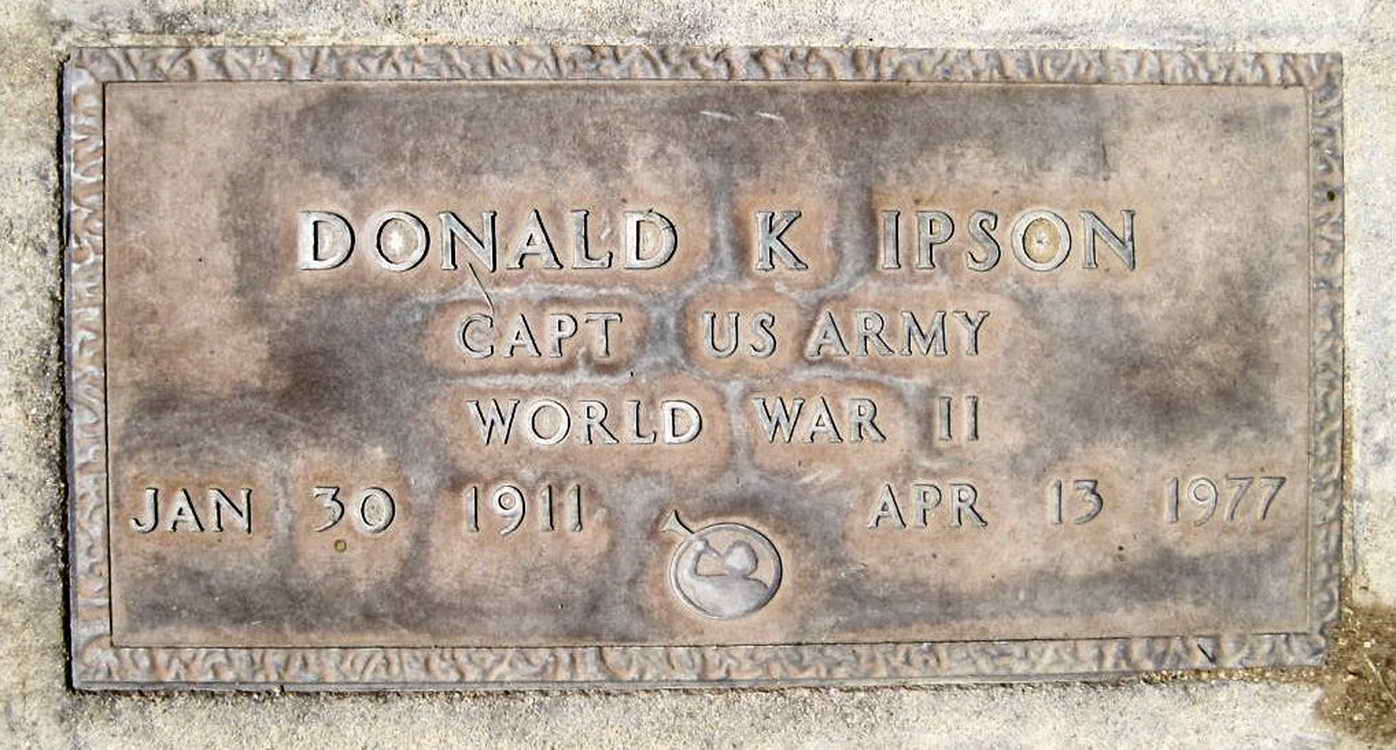 DONALD K IPSON
CAPT US ARMY
WORLD WAR II
JAN 30 1911 APR 13 1977